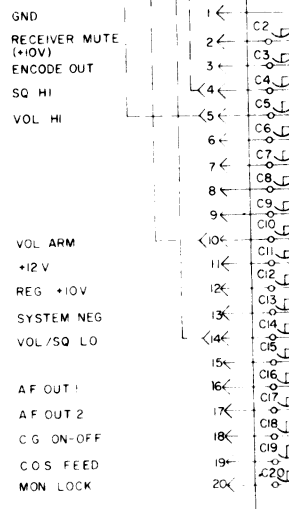 GND 1
C2
RECEIVER MUTE 2
(+10V) C3
ENCODE OUT 3
C4
SQ HI 4
C5
VOL HI 5
C6
6
C7
7
C8
8
C9
9
C10
VOL ARM 10
C11
+12 V 11
C12
REG +10V 12
C13
SYSTEM NEG 13
C14
VOL/SQ LO 14
C15
15
C16
AF OUT 1 16
C17
AF OUT 2 17
C18
CG ON-OFF 18
C19
COS FEED 19
C20
MON LOCK 20